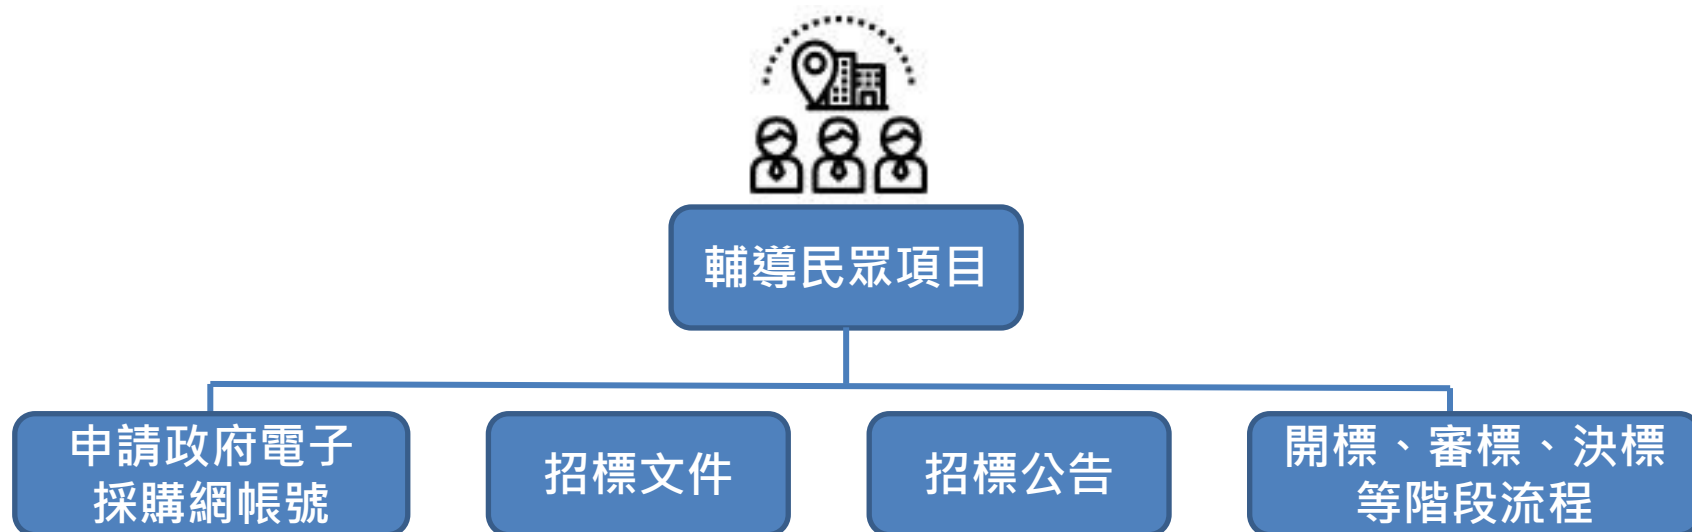 輔導民眾項目
申請政府電子
採購網帳號
招標文件
招標公告
開標、審標、決標
等階段流程